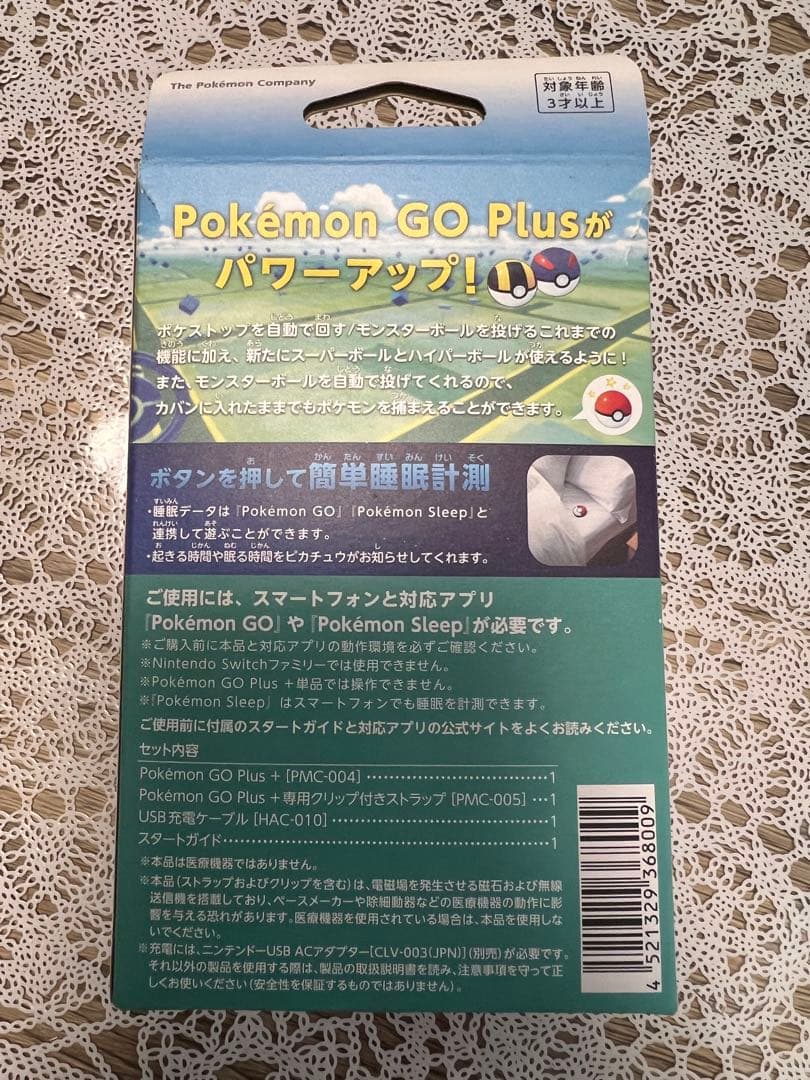 The Pokémon Company
対象年齢
3才以上
Pokémon GO Plusが
パワーアップ!
ポケストップを自動で回す/モンスターボールを投げるこれまでの
機能に加え、新たにスーパーボールとハイパーボールが使えるように!
また、モンスターボールを自動で投げてくれるので、
カバンに入れたままでもポケモンを捕まえることができます。
ボタンを押して簡単睡眠計測
・睡眠データは『Pokémon GO』『Pokémon Sleep』と
連携して遊ぶことができます。
・起きる時間や眠る時間をピカチュウがお知らせしてくれます。
ご使用には、スマートフォンと対応アプリ
『Pokémon GO』や『Pokémon Sleep』が必要です。
※ご購入前に本品と対応アプリの動作環境を必ずご確認ください。
※Nintendo Switchファミリーでは使用できません。
※Pokémon GO Plus +単品では操作できません。
※『Pokémon Sleep』はスマートフォンでも睡眠を計測できます。
ご使用前に付属のスタートガイドと対応アプリの公式サイトをよくお読みください。
セット内容
Pokémon GO Plus + [PMC-004] ……………………1
Pokémon GO Plus +専用クリップ付きストラップ [PMC-005] …1
USB充電ケーブル [HAC-010] ……………………1
スタートガイド……………………………………1
※本品は医療機器ではありません。
※本品(ストラップおよびクリップを含む)は、電磁場を発生させる磁石および無線
送信機を搭載しており、ペースメーカーや除細動器などの医療機器の動作に影
響を与える恐れがあります。医療機器を使用されている場合は、本品を使用しな
いでください。
※充電には、ニンテンドーUSB ACアダプター[CLV-003(JPN)](別売)が必要です。
それ以外の製品を使用する際は、製品の取扱説明書を読み、注意事項を守って正
しくお使いください(安全性を保証するものではありません)。
4 521329 368009